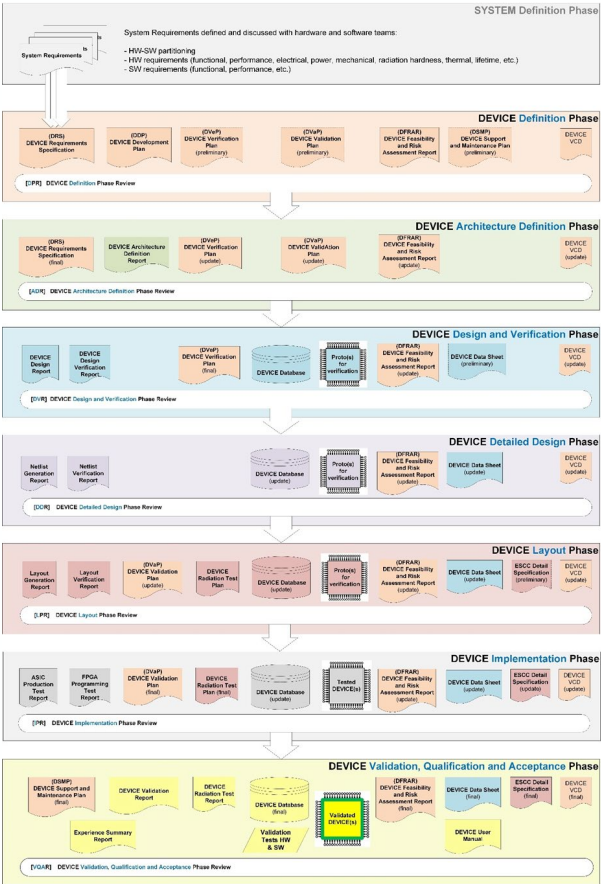 SYSTEM Definition Phase
System Requirements defined and discussed with hardware and software teams:
ls
ls
System Requirements
- HW-SW partitioning
- HW requirements (functional, performance, electrical, power, mechanical, radiation hardness, thermal, lifetime, etc.)
- SW requirements (functional, performance, etc.)
DEVICE Definition Phase
(DRS)
DEVICE Requirements
Specification
(DDP)
DEVICE Development
Plan
(DVeP)
DEVICE Verification
Plan
(preliminary)
(DVaP)
DEVICE Validation
Plan
(preliminary)
(DFRAR)
DEVICE Feasibility
and Risk
Assessment Report
(DSMP)
DEVICE Support
and Maintenance Plan
(preliminary)
DEVICE
VCD
[DPR] DEVICE Definition Phase Review
DEVICE Architecture Definition Phase
(DRS)
DEVICE Requirements
Specification
(final)
DEVICE Architecture
Definition
Report
(DVeP)
DEVICE Verification
Plan
(update)
(DVaP)
DEVICE ValidAtion
Plan
(update)
(DFRAR)
DEVICE Feasibility
and Risk
Assessment Report
(update)
DEVICE
VCD
(update)
[ADR] DEVICE Architecture Definition Phase Review
DEVICE Design and Verification Phase
DEVICE
Design
Report
DEVICE
Design
Verification
Report
(DVeP)
DEVICE Verification
Plan
(final)
DEVICE Database
Proto(s)
for
verification
(DFRAR)
DEVICE Feasibility
and Risk
Assessment Report
(update)
DEVICE Data Sheet
(preliminary)
DEVICE
VCD
(update)
[DVR] DEVICE Design and Verification Phase Review
DEVICE Detailed Design Phase
Netlist
Generation
Report
Netlist
Verification
Report
DEVICE Database
(update)
Proto(s)
for
verification
(DFRAR)
DEVICE Feasibility
and Risk
Assessment Report
(update)
DEVICE Data Sheet
(update)
DEVICE
VCD
(update)
[DDR] DEVICE Detailed Design Phase Review
DEVICE Layout Phase
Layout
Generation
Report
Layout
Verification
Report
(DVaP)
DEVICE Validation
Plan
(update)
DEVICE
Radiation Test
Plan
DEVICE Database
(update)
Proto(s)
for
verification
(DFRAR)
DEVICE Feasibility
and Risk
Assessment Report
(update)
DEVICE Data Sheet
(update)
ESCC Detail
Specification
(preliminary)
DEVICE
VCD
(update)
[LPR] DEVICE Layout Phase Review
DEVICE Implementation Phase
ASIC
Production
Test
Report
FPGA
Programming
Test
Report
(DVaP)
DEVICE Validation
Plan
(final)
DEVICE
Radiation Test
Plan (final)
DEVICE Database
(update)
Tested
DEVICE(s)
(DFRAR)
DEVICE Feasibility
and Risk
Assessment Report
(update)
DEVICE Data Sheet
(update)
ESCC Detail
Specification
(update)
DEVICE
VCD
(update)
[IPR] DEVICE Implementation Phase Review
DEVICE Validation, Qualification and Acceptance Phase
(DSMP)
DEVICE Support and
Maintenance Plan
(final)
DEVICE Validation
Report
DEVICE
Radiation Test
Report
DEVICE Database
(final)
Validated
DEVICE(s)
(DFRAR)
DEVICE Feasibility
and Risk
Assessment Report
(final)
DEVICE Data Sheet
(final)
ESCC Detail
Specification
(final)
DEVICE
VCD
(final)
Experience Summary
Report
Validation
Tests HW
& SW
DEVICE User
Manual
[VQAR] DEVICE Validation, Qualification and Acceptance Phase Review